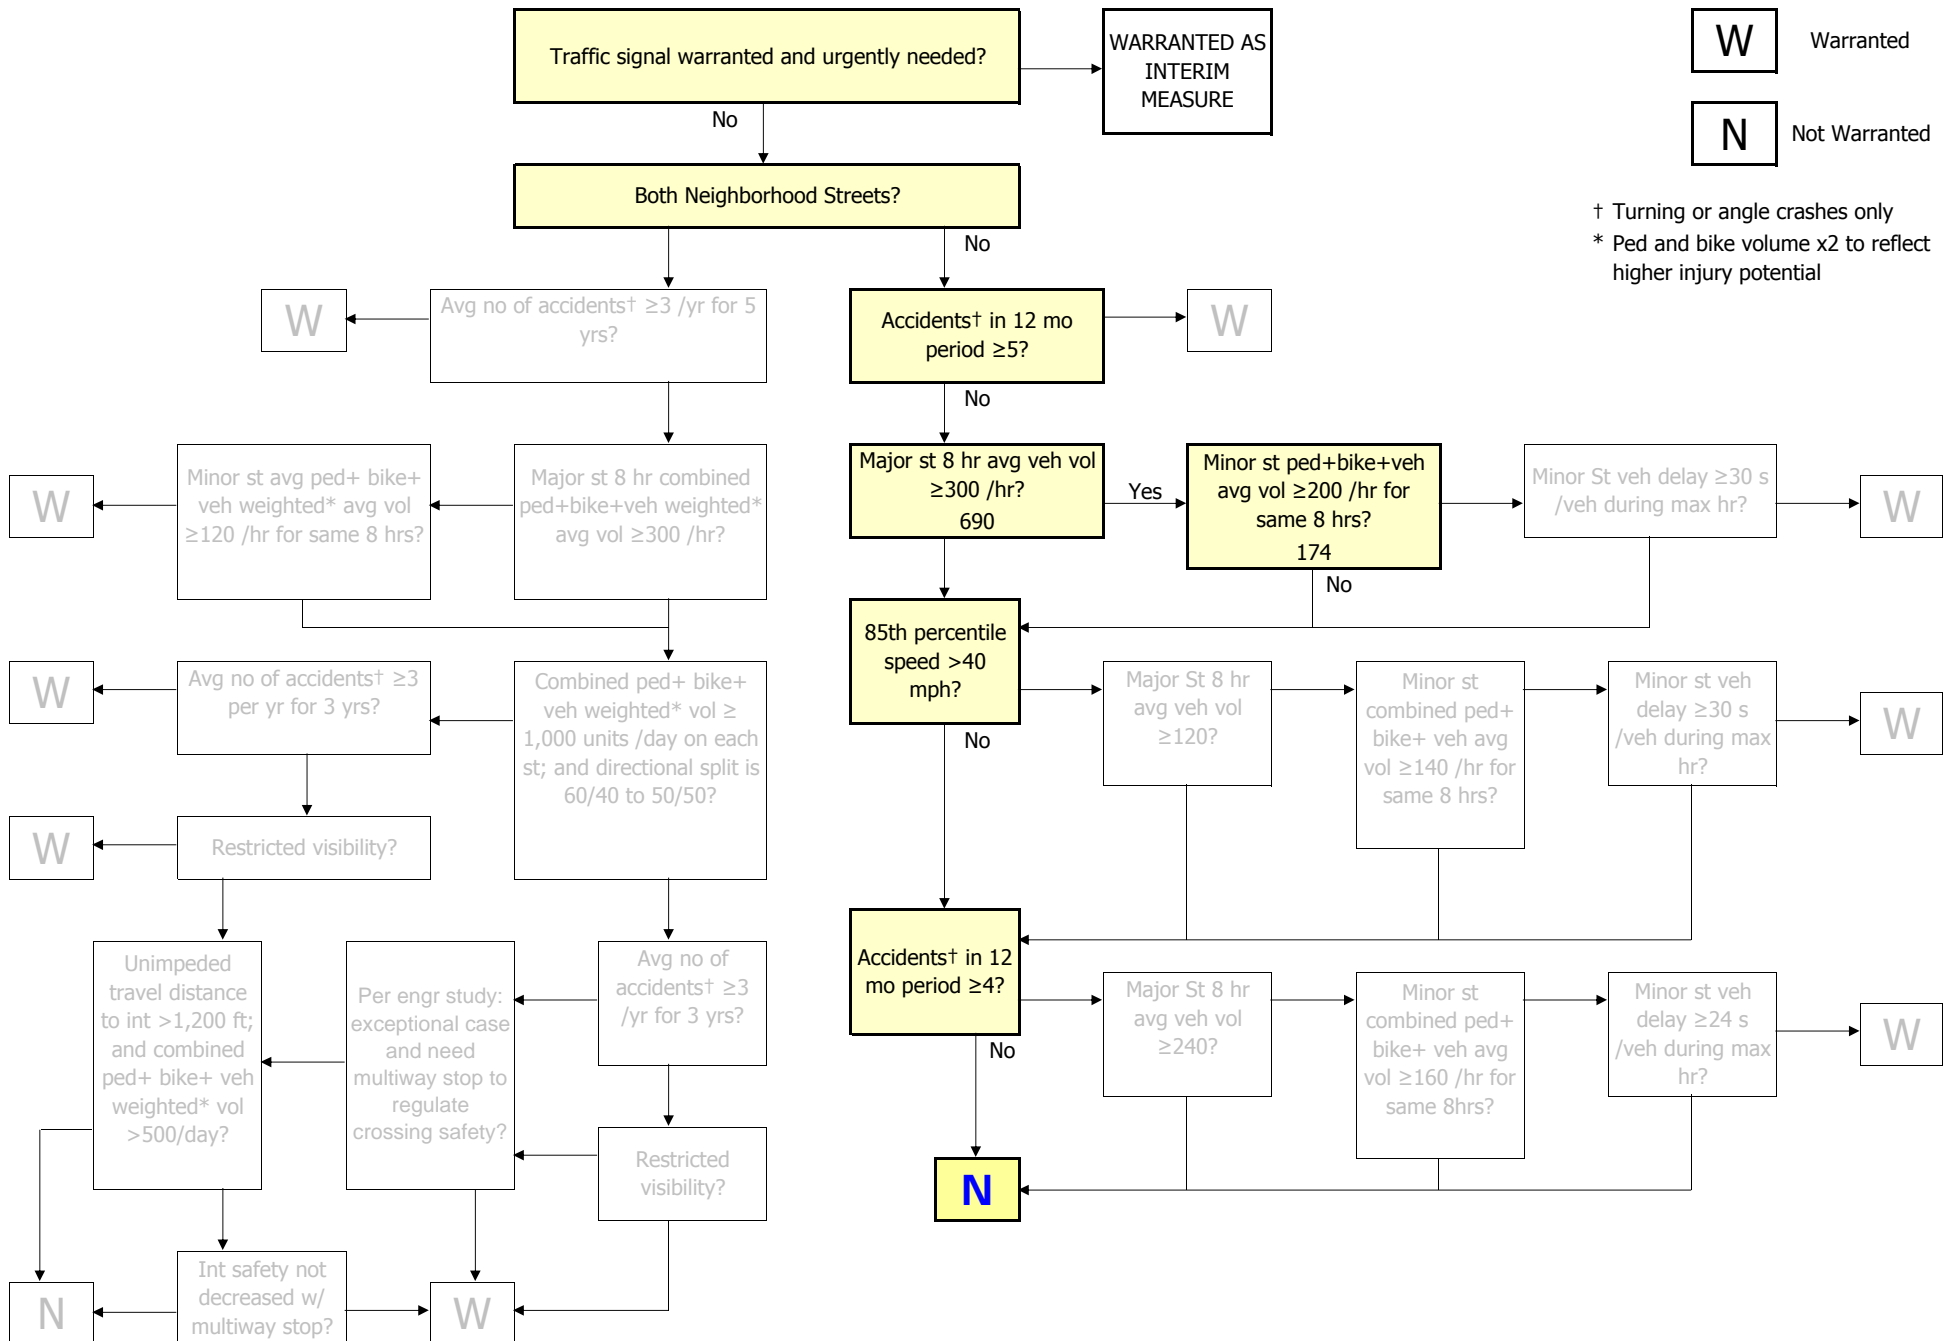 Traffic signal warranted and urgently needed?
WARRANTED AS
INTERIM
MEASURE
W
Warranted
No
N
Not Warranted
Both Neighborhood Streets?
† Turning or angle crashes only
* Ped and bike volume x2 to reflect
higher injury potential
No
W
Avg no of accidents† ≥3 /yr for 5
yrs?
Accidents† in 12 mo
period ≥5?
W
No
W
Minor st avg ped+ bike+
veh weighted* avg vol
≥120 /hr for same 8 hrs?
Major st 8 hr combined
ped+bike+veh weighted*
avg vol ≥300 /hr?
Major st 8 hr avg veh vol
≥300 /hr?
690
Yes
Minor st ped+bike+veh
avg vol ≥200 /hr for
same 8 hrs?
174
Minor St veh delay ≥30 s
/veh during max hr?
W
No
W
Avg no of accidents† ≥3
per yr for 3 yrs?
Combined ped+ bike+
veh weighted* vol ≥
1,000 units /day on each
st; and directional split is
60/40 to 50/50?
85th percentile
speed >40
mph?
Major St 8 hr
avg veh vol
≥120?
Minor st
combined ped+
bike+ veh avg
vol ≥140 /hr for
same 8 hrs?
Minor st veh
delay ≥30 s
/veh during max
hr?
W
No
W
Restricted visibility?
Unimpeded
travel distance
to int >1,200 ft;
and combined
ped+ bike+ veh
weighted* vol
>500/day?
Per engr study:
exceptional case
and need
multiway stop to
regulate
crossing safety?
Avg no of
accidents† ≥3
/yr for 3 yrs?
Accidents† in 12
mo period ≥4?
Major St 8 hr
avg veh vol
≥240?
Minor st
combined ped+
bike+ veh avg
vol ≥160 /hr for
same 8hrs?
Minor st veh
delay ≥24 s
/veh during max
hr?
W
No
Restricted
visibility?
N
N
Int safety not
decreased w/
multiway stop?
W